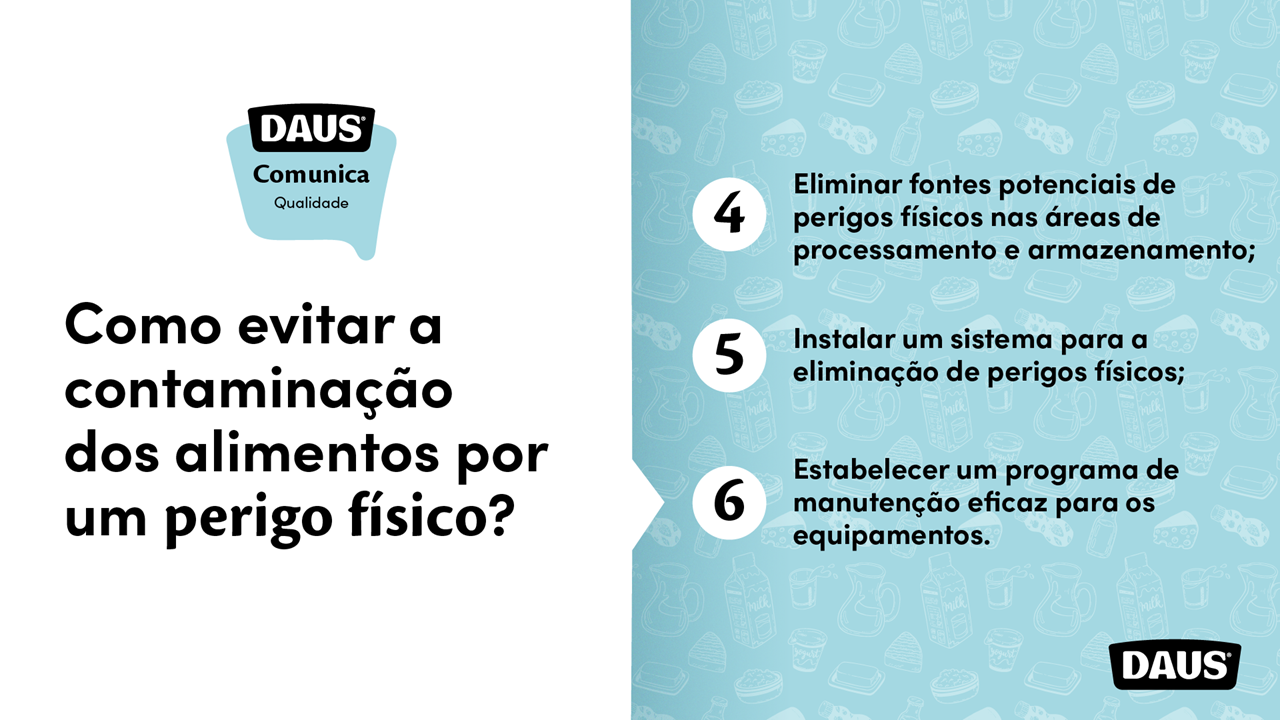 DAUS®
Comunica
Qualidade
Como evitar a
contaminação
dos alimentos por
um perigo físico?
4
Eliminar fontes potenciais de
perigos físicos nas áreas de
processamento e armazenamento;
5
Instalar um sistema para a
eliminação de perigos físicos;
6
Estabelecer um programa de
manutenção eficaz para os
equipamentos.
Milk
Milk
DAUS®